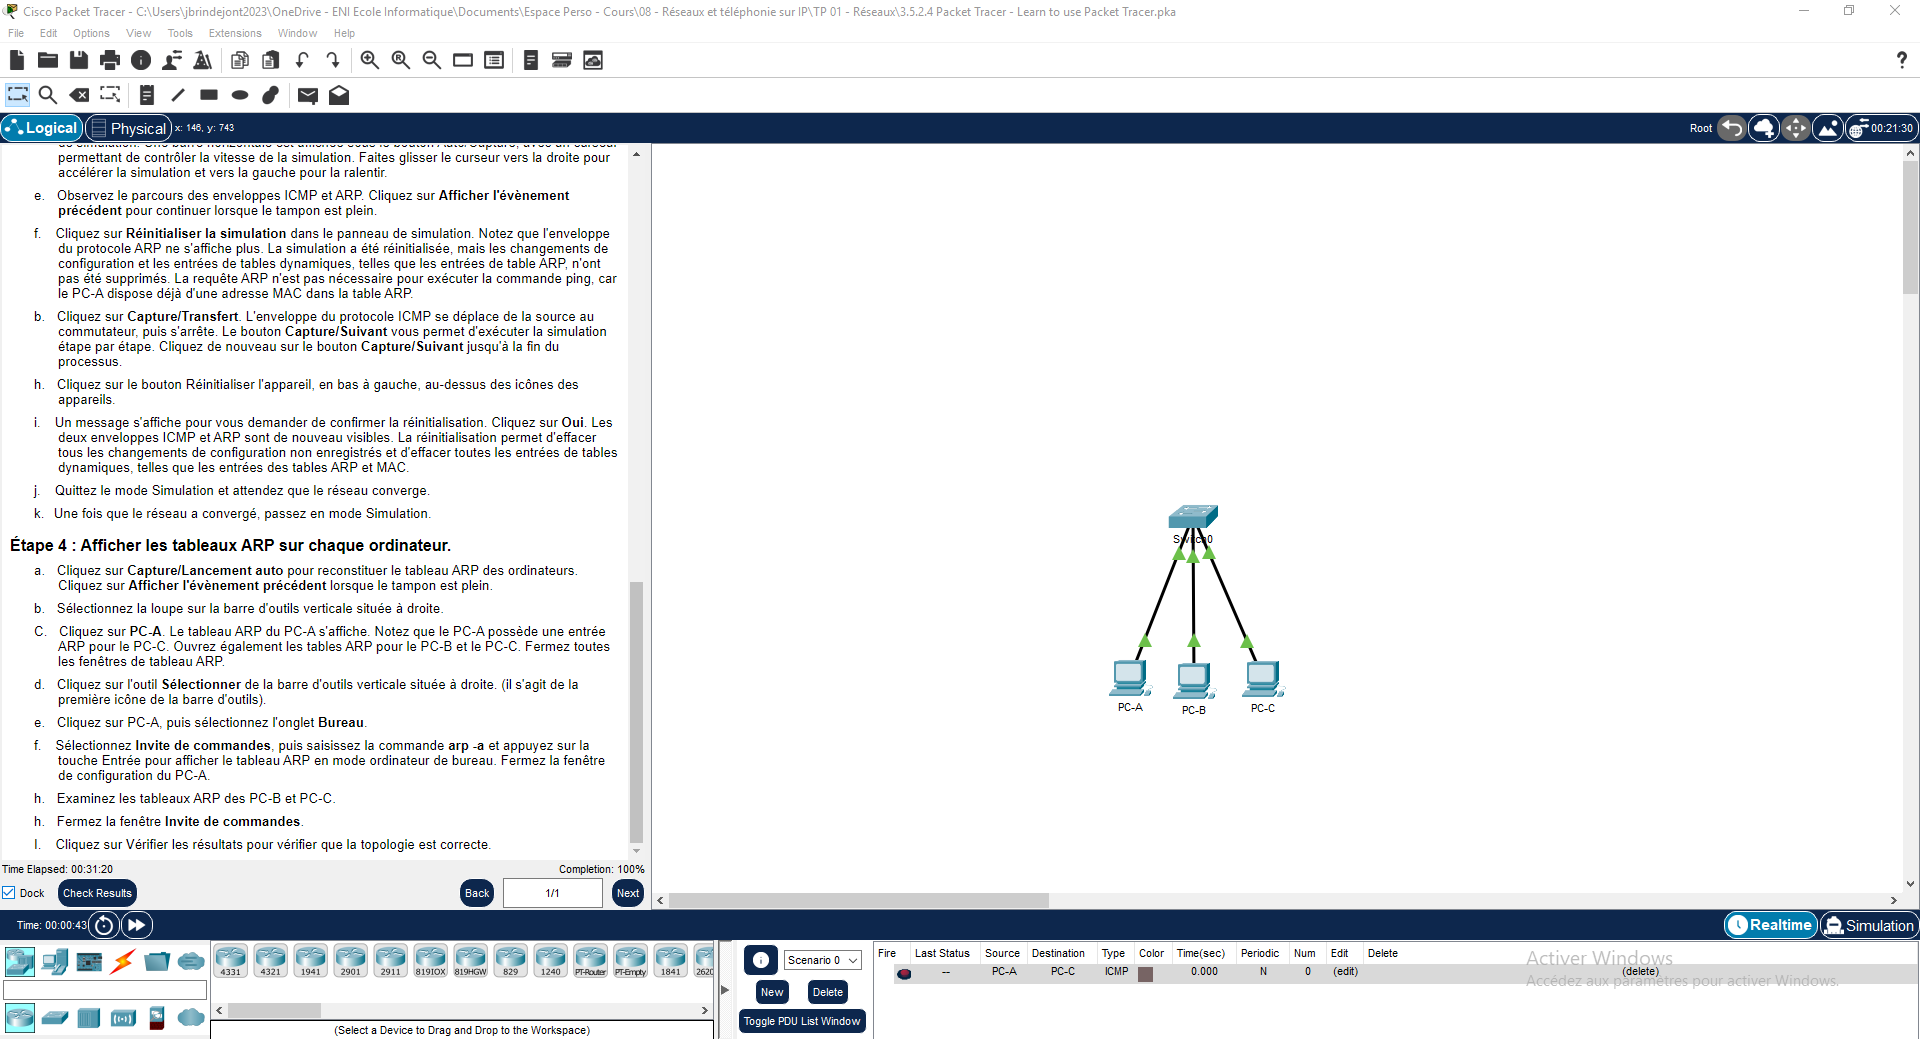 Cisco Packet Tracer - C:\Users\jbrindejont2023\OneDrive - ENI Ecole Informatique\Documents\Espace Perso - Cours\08 - Réseaux et téléphonie sur IP\TP 01 - Réseaux\3.5.2.4 Packet Tracer - Learn to use Packet Tracer.pka
File Edit Options View Tools Extensions Window Help
Logical Physical x: 146, y: 743 Root 00:21:30
permettant de contrôler la vitesse de la simulation. Faites glisser le curseur vers la droite pour
accélérer la simulation et vers la gauche pour la ralentir.
e. Observez le parcours des enveloppes ICMP et ARP. Cliquez sur Afficher l'évènement
précédent pour continuer lorsque le tampon est plein.
f. Cliquez sur Réinitialiser la simulation dans le panneau de simulation. Notez que l'enveloppe
du protocole ARP ne s'affiche plus. La simulation a été réinitialisée, mais les changements de
configuration et les entrées de tables dynamiques, telles que les entrées de table ARP, n'ont
pas été supprimés. La requête ARP n'est pas nécessaire pour exécuter la commande ping, car
le PC-A dispose déjà d'une adresse MAC dans la table ARP.
b. Cliquez sur Capture/Transfert. L'enveloppe du protocole ICMP se déplace de la source au
commutateur, puis s'arrête. Le bouton Capture/Suivant vous permet d'exécuter la simulation
étape par étape. Cliquez de nouveau sur le bouton Capture/Suivant jusqu'à la fin du
processus.
h. Cliquez sur le bouton Réinitialiser l'appareil, en bas à gauche, au-dessus des icônes des
appareils.
i. Un message s'affiche pour vous demander de confirmer la réinitialisation. Cliquez sur Oui. Les
deux enveloppes ICMP et ARP sont de nouveau visibles. La réinitialisation permet d'effacer
tous les changements de configuration non enregistrés et d'effacer toutes les entrées de tables
dynamiques, telles que les entrées des tables ARP et MAC.
j. Quittez le mode Simulation et attendez que le réseau converge.
k. Une fois que le réseau a convergé, passez en mode Simulation.
Étape 4 : Afficher les tableaux ARP sur chaque ordinateur.
a. Cliquez sur Capture/Lancement auto pour reconstituer le tableau ARP des ordinateurs.
Cliquez sur Afficher l'évènement précédent lorsque le tampon est plein.
b. Sélectionnez la loupe sur la barre d'outils verticale située à droite.
C. Cliquez sur PC-A. Le tableau ARP du PC-A s'affiche. Notez que le PC-A possède une entrée
ARP pour le PC-C. Ouvrez également les tables ARP pour le PC-B et le PC-C. Fermez toutes
les fenêtres de tableau ARP.
d. Cliquez sur l'outil Sélectionner de la barre d'outils verticale située à droite. (il s'agit de la
première icône de la barre d'outils).
e. Cliquez sur PC-A, puis sélectionnez l'onglet Bureau.
f. Sélectionnez Invite de commandes, puis saisissez la commande arp -a et appuyez sur la
touche Entrée pour afficher le tableau ARP en mode ordinateur de bureau. Fermez la fenêtre
de configuration du PC-A.
h. Examinez les tableaux ARP des PC-B et PC-C.
h. Fermez la fenêtre Invite de commandes.
I. Cliquez sur Vérifier les résultats pour vérifier que la topologie est correcte.
Time Elapsed: 00:31:20 Completion: 100%
Dock Check Results Back 1/1 Next
Switch0
PC-A PC-B PC-C
Time: 00:00:43 Realtime Simulation
4331 4321 1941 2901 2911 819IOX 819HGW 829 1240 PT-Router PT-Empty 1841 2620
(Select a Device to Drag and Drop to the Workspace)
Scenario 0
New Delete
Toggle PDU List Window
Fire Last Status Source Destination Type Color Time(sec) Periodic Num Edit Delete
-- PC-A PC-C ICMP 0.000 N 0 (edit) (delete)
Activer Windows
Accédez aux paramètres pour activer Windows.